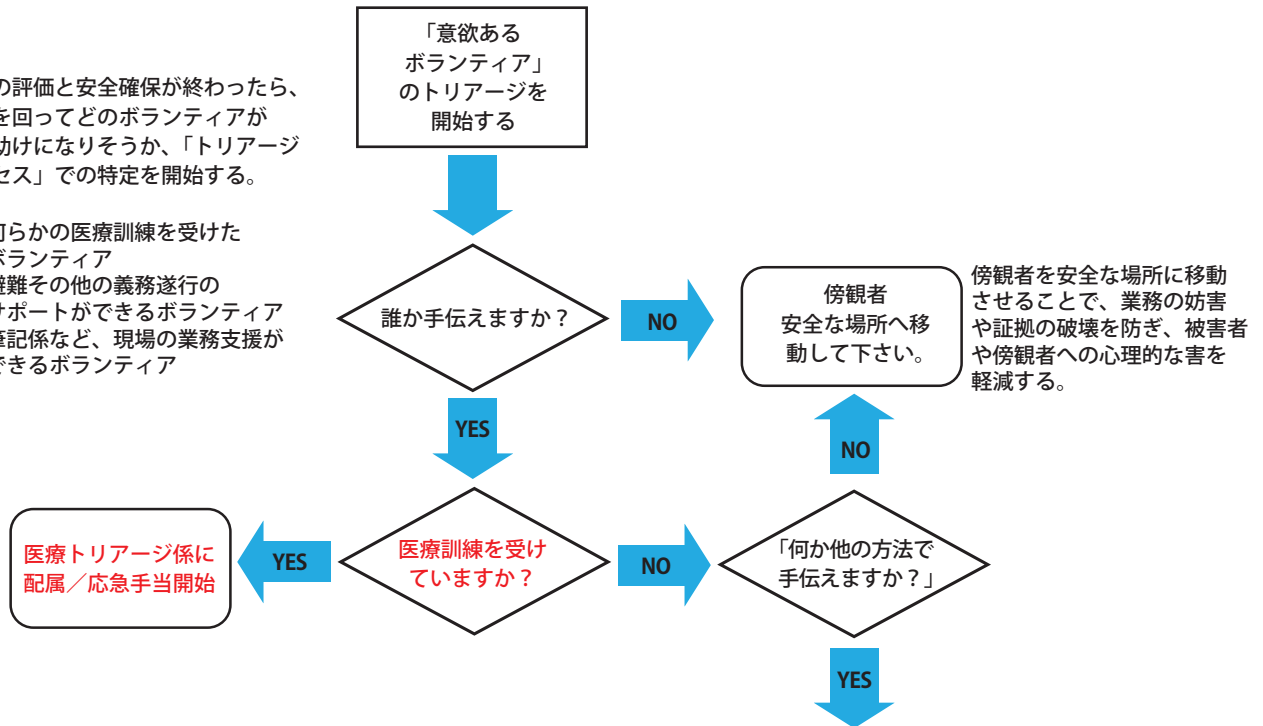 「意欲ある
ボランティア」
のトリアージを
開始する
の評価と安全確保が終わったら、
を回ってどのボランティアが
助けになりそうか、「トリアージ
セス」での特定を開始する。
何らかの医療訓練を受けた
ボランティア
避難その他の義務遂行の
サポートができるボランティア
筆記係など、現場の業務支援が
できるボランティア
誰か手伝えますか？
NO
傍観者
安全な場所へ移
動して下さい。
傍観者を安全な場所に移動
させることで、業務の妨害
や証拠の破壊を防ぎ、被害者
や傍観者への心理的な害を
軽減する。
YES
NO
医療トリアージ係に
配属／応急手当開始
YES
医療訓練を受け
ていますか？
NO
「何か他の方法で
手伝えますか？」
YES